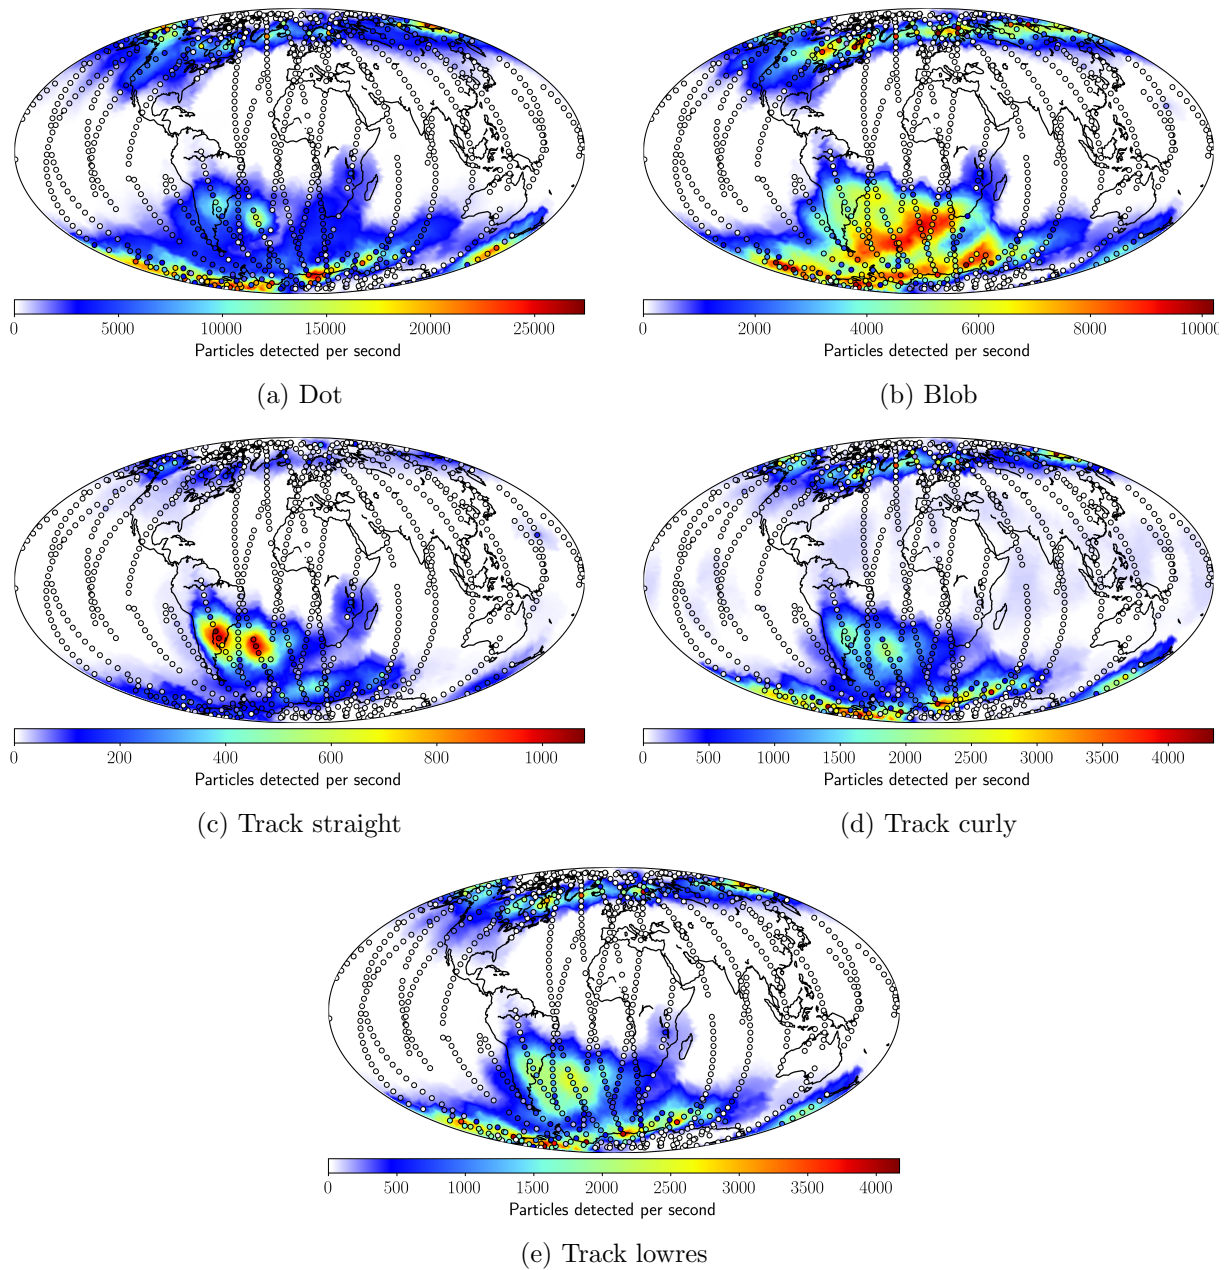 0 5000 10000 15000 20000 25000
Particles detected per second
(a) Dot
0 2000 4000 6000 8000 10000
Particles detected per second
(b) Blob
0 200 400 600 800 1000
Particles detected per second
(c) Track straight
0 500 1000 1500 2000 2500 3000 3500 4000
Particles detected per second
(d) Track curly
0 500 1000 1500 2000 2500 3000 3500 4000
Particles detected per second
(e) Track lowres